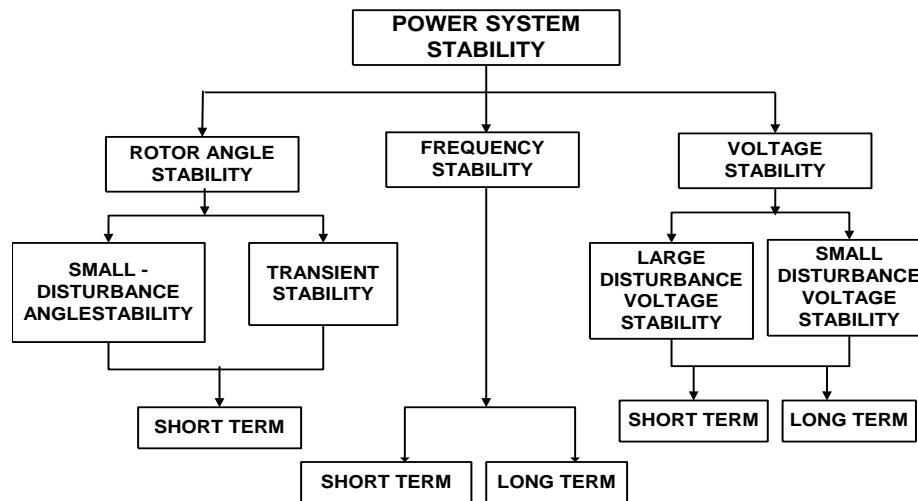 POWER SYSTEM
STABILITY
ROTOR ANGLE
STABILITY
FREQUENCY
STABILITY
VOLTAGE
STABILITY
SMALL -
DISTURBANCE
ANGLESTABILITY
TRANSIENT
STABILITY
LARGE
DISTURBANCE
VOLTAGE
STABILITY
SMALL
DISTURBANCE
VOLTAGE
STABILITY
SHORT TERM
SHORT TERM
LONG TERM
SHORT TERM
LONG TERM